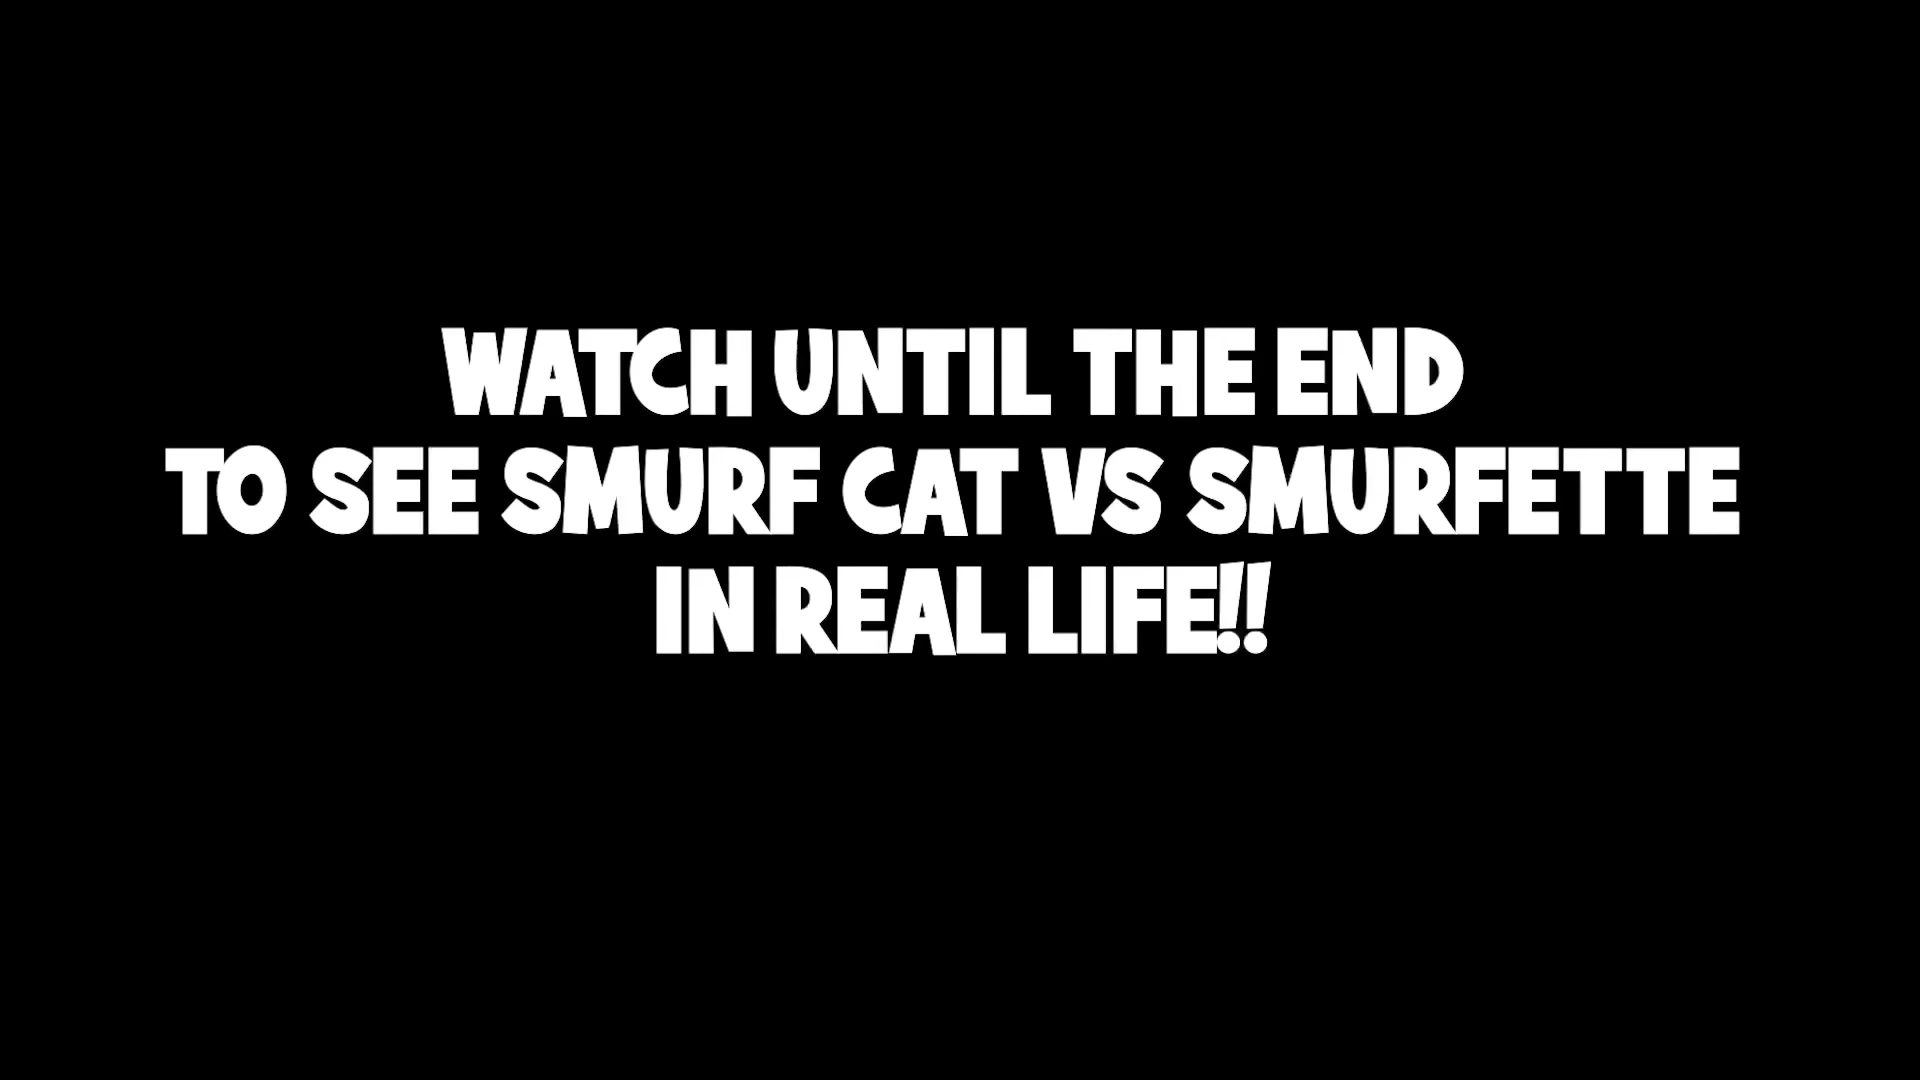 WATCH UNTIL THE END
TO SEE SMURF CAT VS SMURFETTE
IN REAL LIFE!!